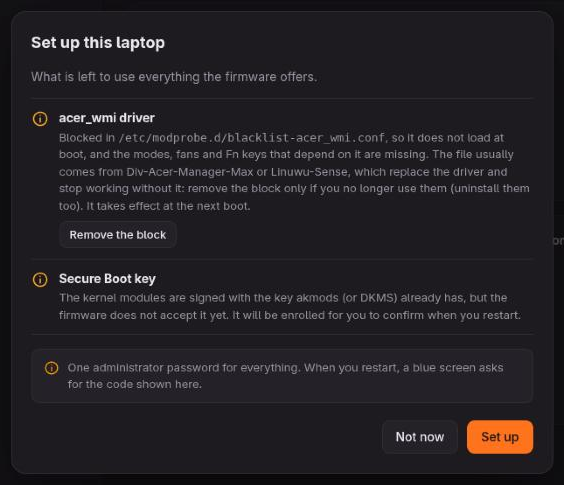 Set up this laptop
What is left to use everything the firmware offers.
acer_wmi driver
Blocked in /etc/modprobe.d/blacklist-acer_wmi.conf, so it does not load at
boot, and the modes, fans and Fn keys that depend on it are missing. The file usually
comes from Div-Acer-Manager-Max or Linuwu-Sense, which replace the driver and
stop working without it: remove the block only if you no longer use them (uninstall them
too). It takes effect at the next boot.
Remove the block
Secure Boot key
The kernel modules are signed with the key akmods (or DKMS) already has, but the
firmware does not accept it yet. It will be enrolled for you to confirm when you restart.
One administrator password for everything. When you restart, a blue screen asks
for the code shown here.
Not now
Set up